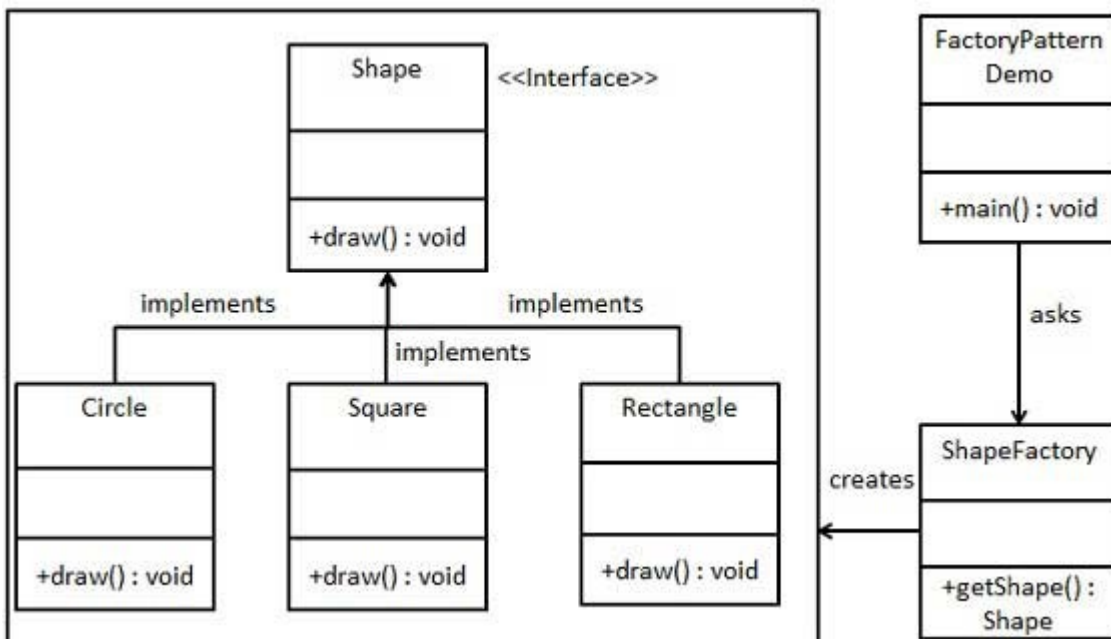 Shape
<<Interface>>
+draw() : void
implements
implements
implements
Circle
+draw() : void
Square
+draw() : void
Rectangle
+draw() : void
FactoryPattern
Demo
+main() : void
asks
ShapeFactory
+getShape() :
Shape
creates